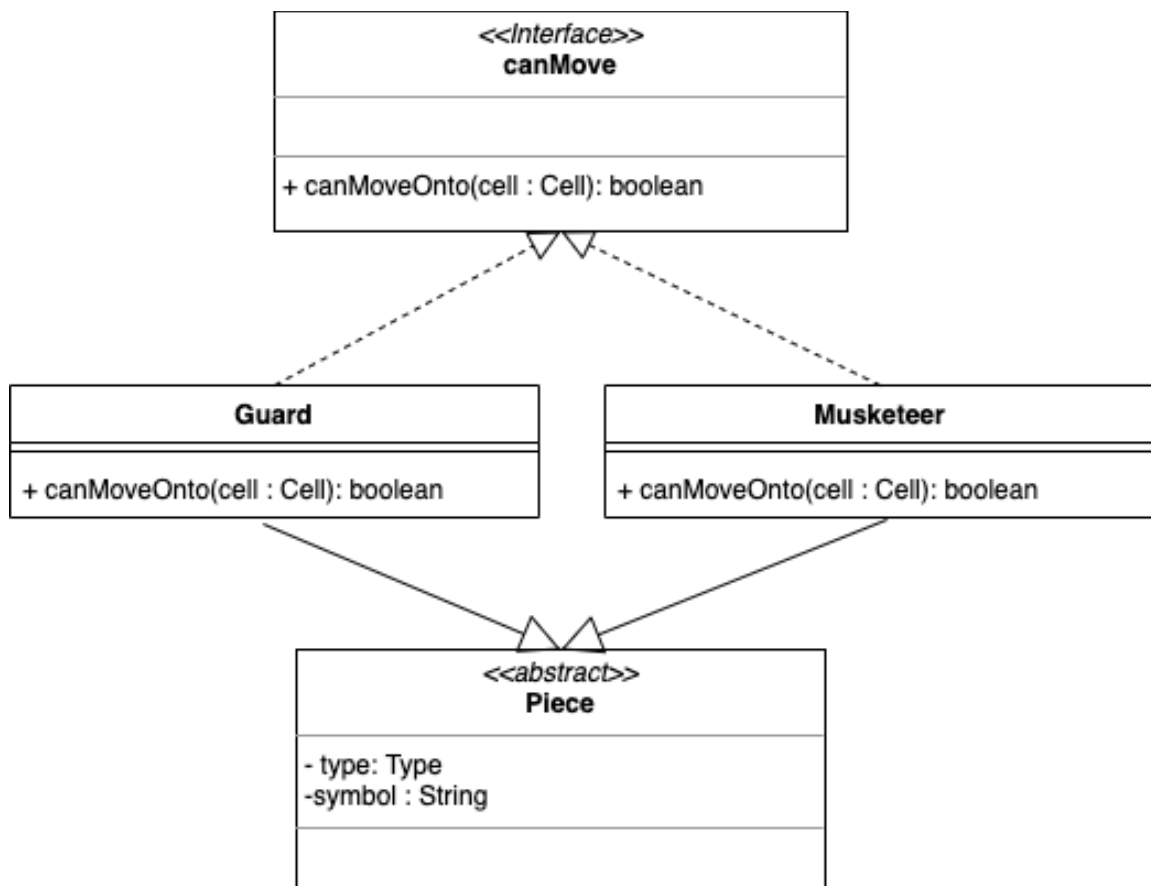 <<Interface>>
canMove
+ canMoveOnto(cell : Cell): boolean
Guard
+ canMoveOnto(cell : Cell): boolean
Musketeer
+ canMoveOnto(cell : Cell): boolean
<<abstract>>
Piece
- type: Type
-symbol : String